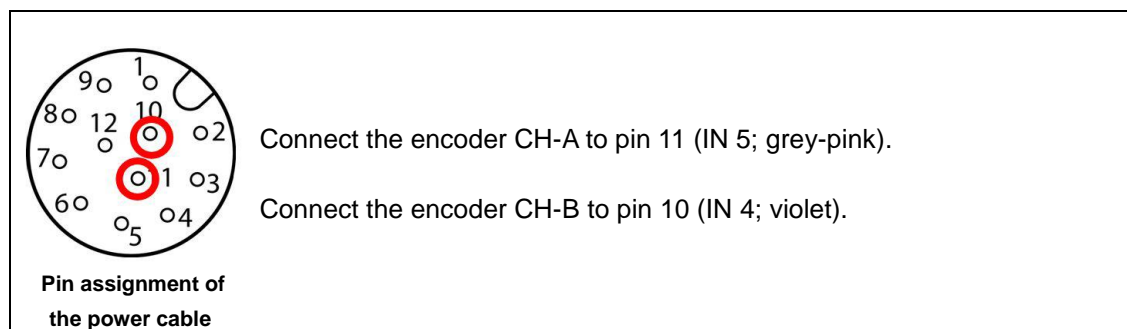 9 1
8 12 10 2
7
11 3
6 4
5
Connect the encoder CH-A to pin 11 (IN 5; grey-pink).
Connect the encoder CH-B to pin 10 (IN 4; violet).
Pin assignment of
the power cable